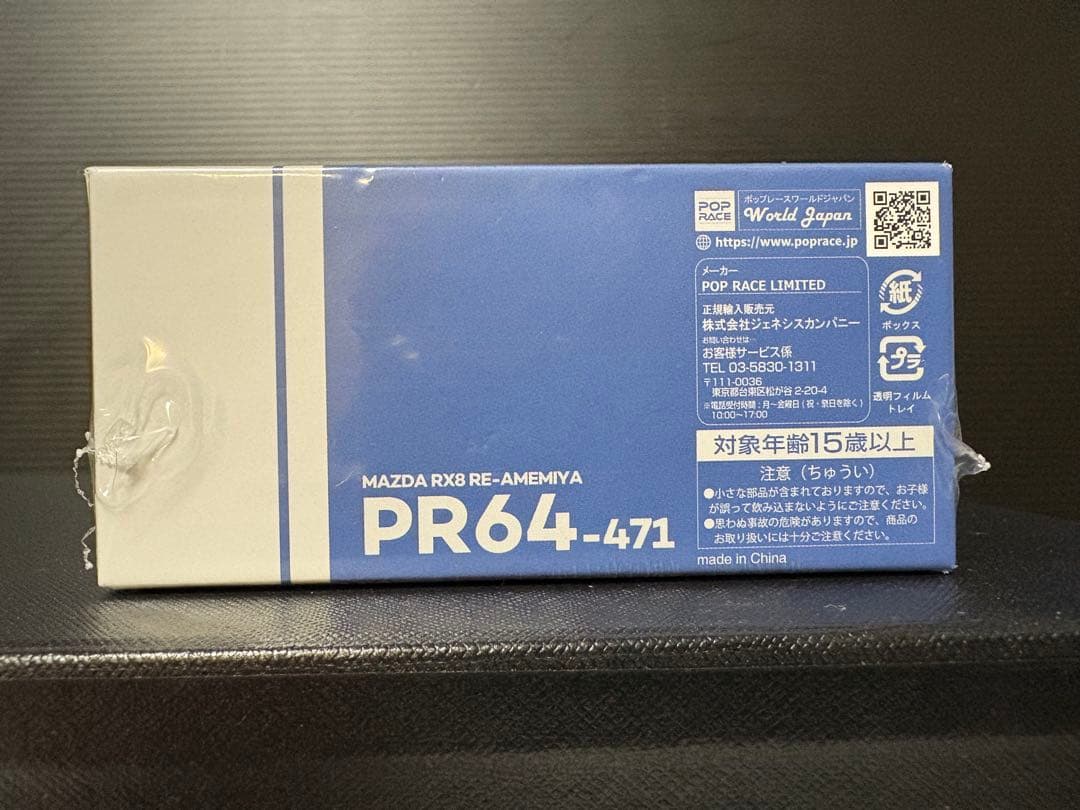 POP
RACE
ポップレースワールドジャパン
World Japan
https://www.poprace.jp
メーカー
POP RACE LIMITED
正規輸入販売元
株式会社ジェネシスカンパニー
お問い合わせは…
お客様サービス係
TEL 03-5830-1311
〒111-0036
東京都台東区松が谷 2-20-4
※電話受付時間：月～金曜日 ( 祝・祭日を除く )
10:00～17:00
紙
ボックス
プラ
透明フィルム
トレイ
対象年齢15歳以上
注意（ちゅうい）
●小さな部品が含まれておりますので、お子様
が誤って飲み込まないようにご注意ください。
●思わぬ事故の危険がありますので、商品の
お取り扱いには十分ご注意ください。
made in China
MAZDA RX8 RE-AMEMIYA
PR64-471